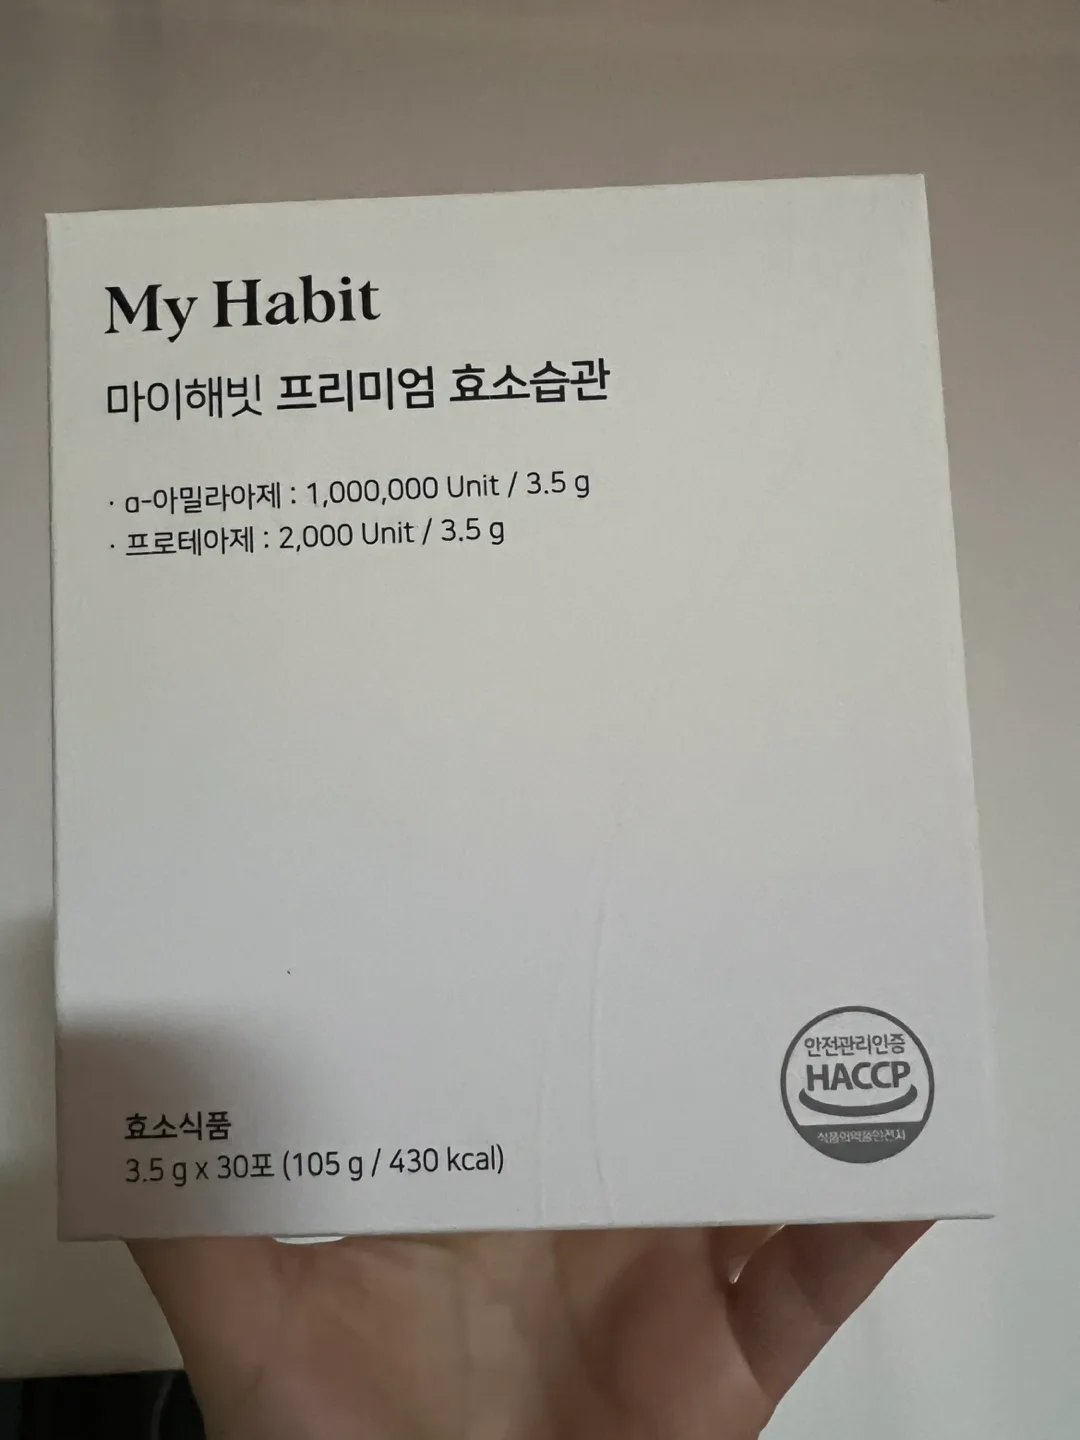 My Habit
마이해빗 프리미엄 효소습관
· α-아밀라아제 : 1,000,000 Unit / 3.5 g
· 프로테아제 : 2,000 Unit / 3.5 g
효소식품
3.5 g x 30포 (105 g / 430 kcal)
안전관리인증
HACCP
식품의약품안전처